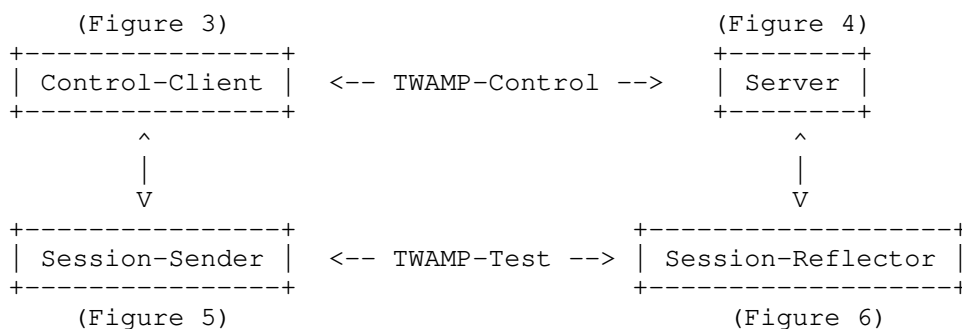 (Figure 3) (Figure 4)
+----------------+ +--------+
| Control-Client | <-- TWAMP-Control --> | Server |
+----------------+ +--------+
^ ^
| |
V V
+----------------+ +-------------------+
| Session-Sender | <-- TWAMP-Test --> | Session-Reflector |
+----------------+ +-------------------+
(Figure 5) (Figure 6)